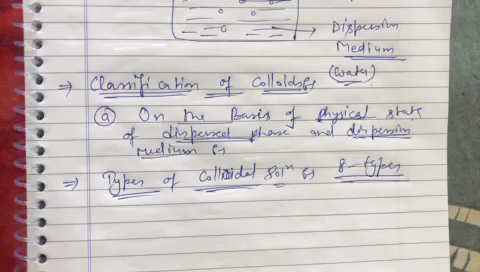 Dispersion
Medium
(water)
⇒ Classification of Colloids:
ⓐ On the Basis of physical state
of dispersed phase and dispersion
Medium is
⇒ Types of Colloidal Solⁿ is 8-types